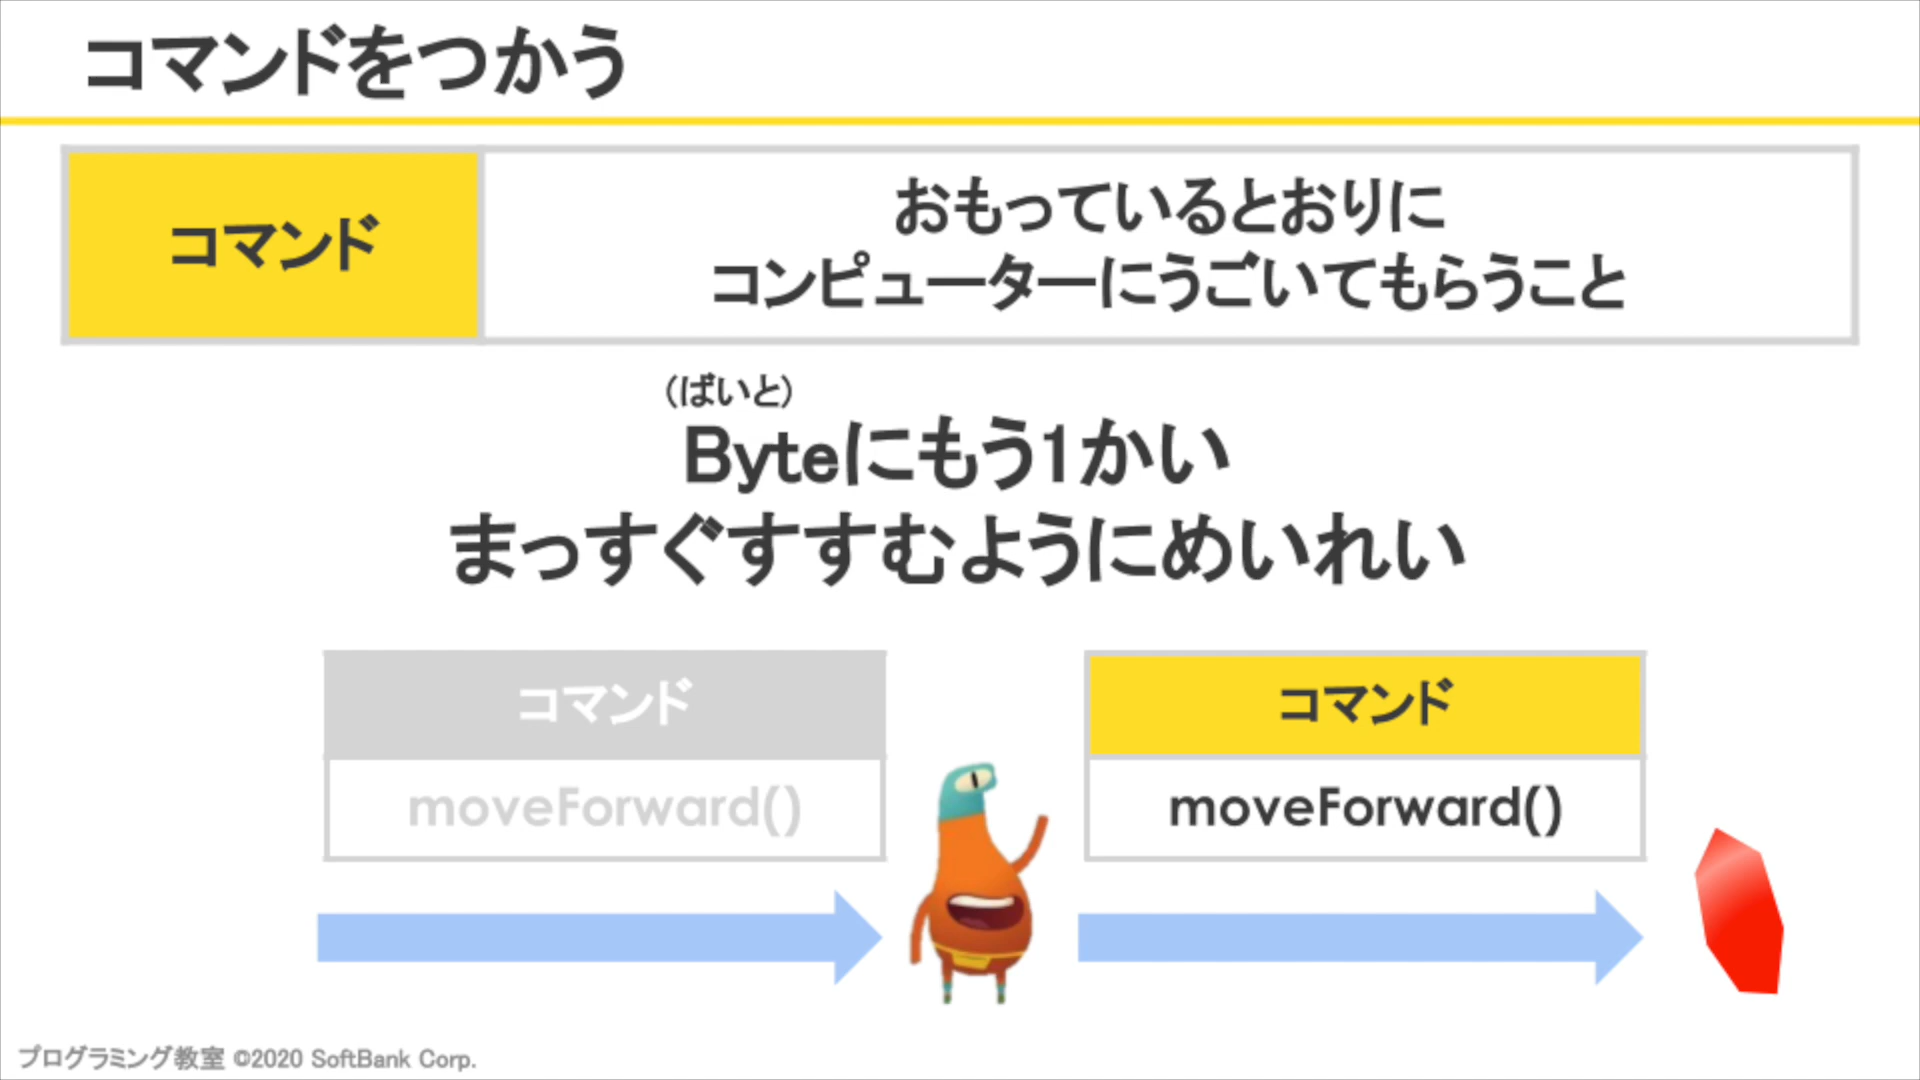 コマンドをつかう
コマンド
おもっているとおりに
コンピューターにうごいてもらうこと
(ばいと)
Byteにもう1かい
まっすぐすすむようにめいれい
コマンド
moveForward()
コマンド
moveForward()
プログラミング教室 ©2020 SoftBank Corp.